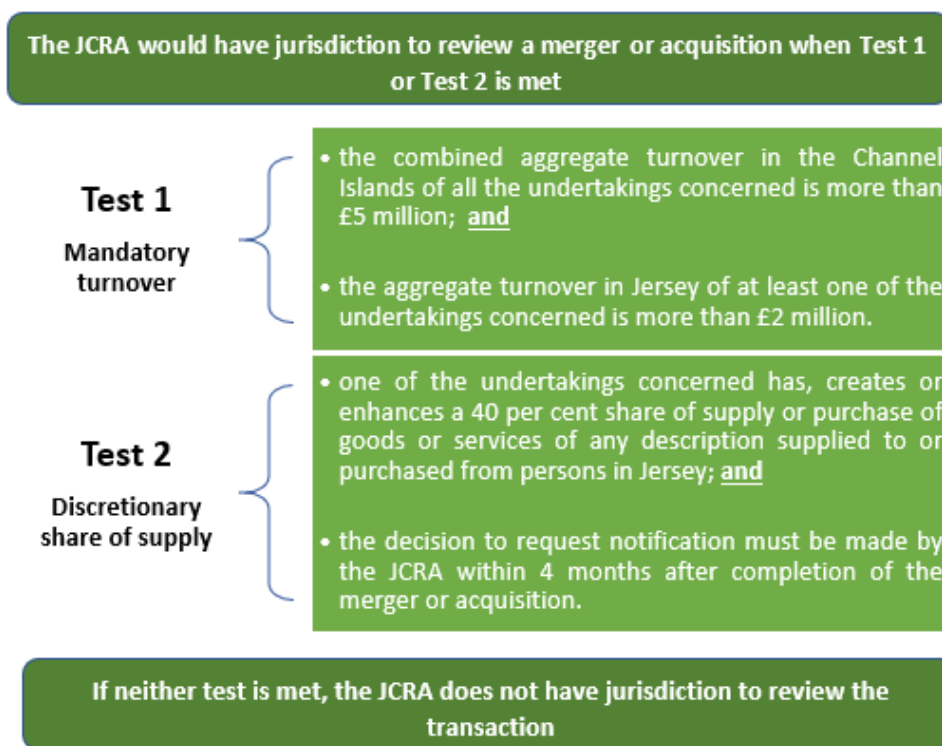 The JCRA would have jurisdiction to review a merger or acquisition when Test 1
or Test 2 is met
Test 1
Mandatory
turnover
• the combined aggregate turnover in the Channel
Islands of all the undertakings concerned is more than
£5 million; and
• the aggregate turnover in Jersey of at least one of the
undertakings concerned is more than £2 million.
Test 2
Discretionary
share of supply
• one of the undertakings concerned has, creates or
enhances a 40 per cent share of supply or purchase of
goods or services of any description supplied to or
purchased from persons in Jersey; and
• the decision to request notification must be made by
the JCRA within 4 months after completion of the
merger or acquisition.
If neither test is met, the JCRA does not have jurisdiction to review the
transaction